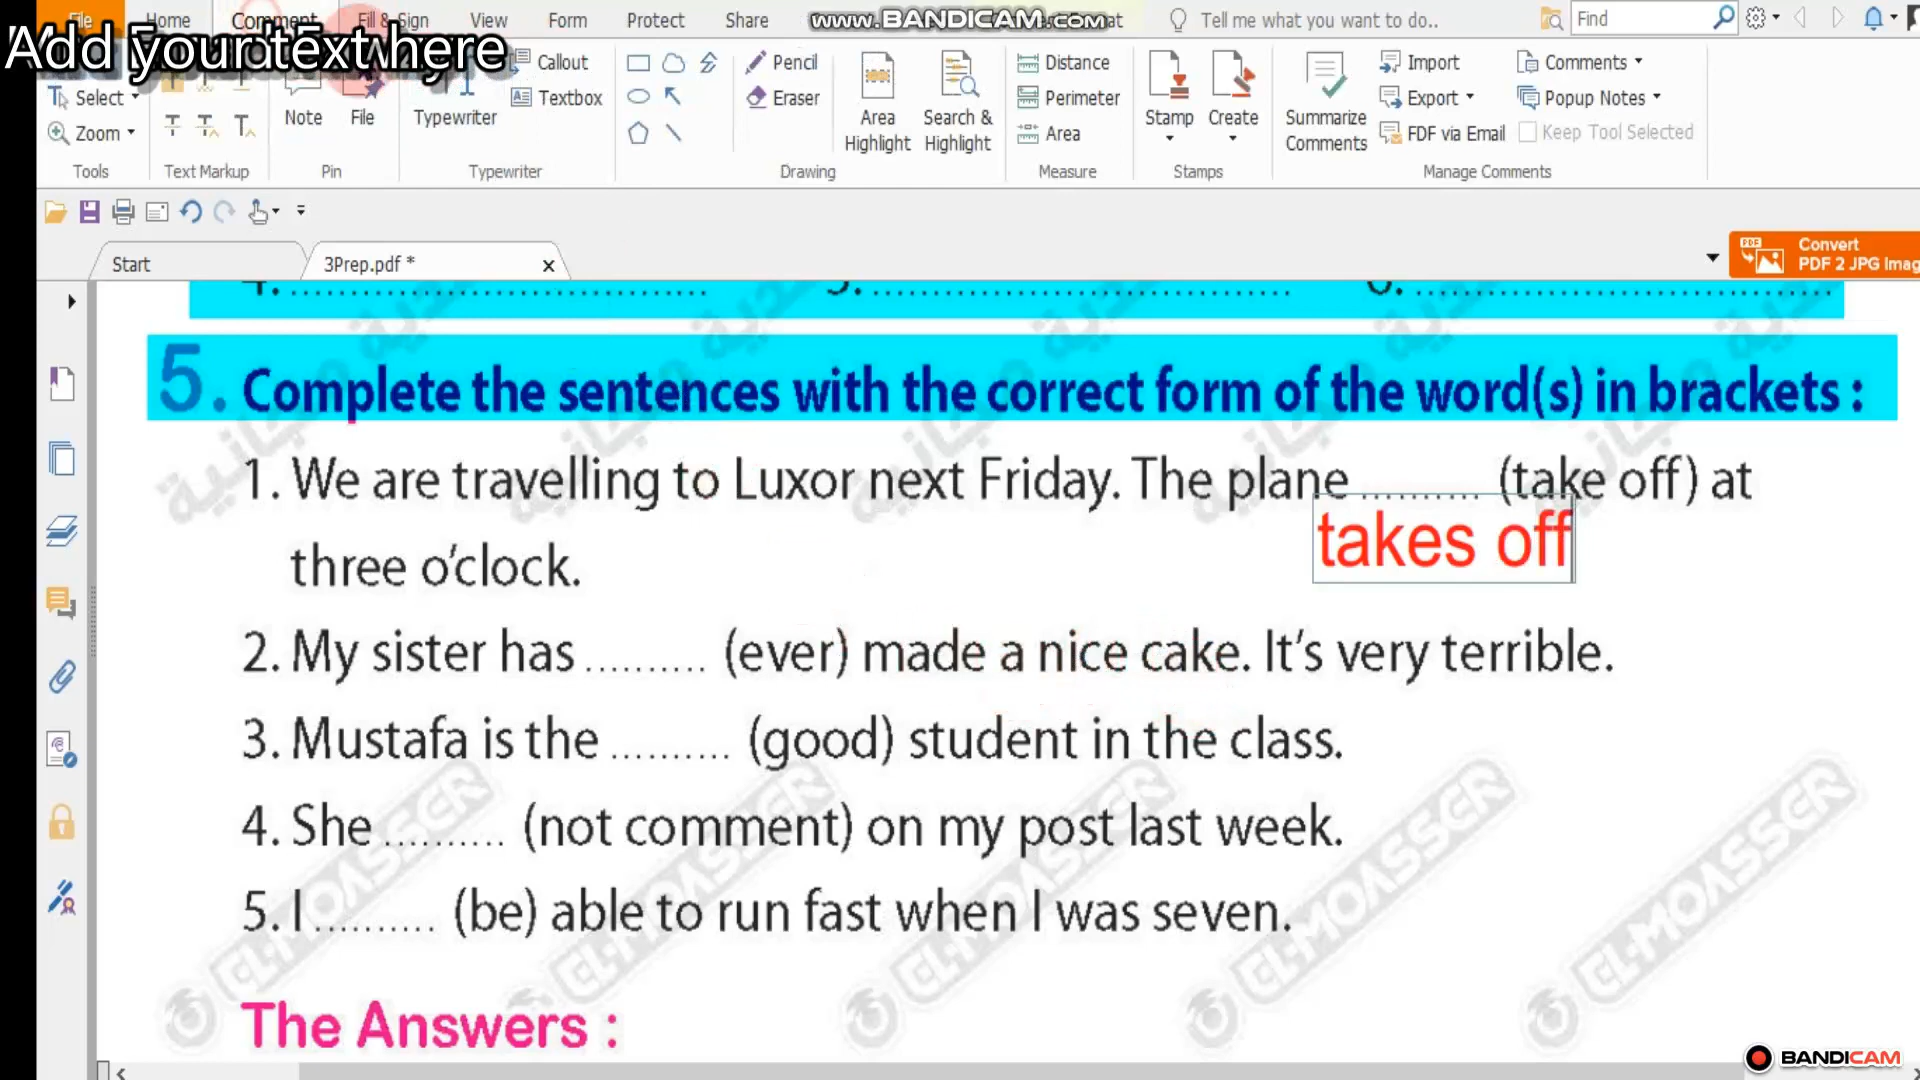 File Home Comment Fill & Sign View Form Protect Share www.BANDICAM.com Tell me what you want to do.. Find
Add your text here
Callout
Pencil
Distance
Import
Comments
Select
Textbox
Eraser
Perimeter
Export
Popup Notes
Note File Typewriter Area Highlight Search & Highlight Stamp Create Summarize Comments
Zoom
Area
FDF via Email
Keep Tool Selected
Tools Text Markup Pin Typewriter Drawing Measure Stamps Manage Comments
Start 3Prep.pdf * x
Convert
PDF 2 JPG Imag
5. Complete the sentences with the correct form of the word(s) in brackets :
1. We are travelling to Luxor next Friday. The plane .......... (take off) at
takes off
three o'clock.
2. My sister has .......... (ever) made a nice cake. It's very terrible.
3. Mustafa is the .......... (good) student in the class.
4. She .......... (not comment) on my post last week.
5. I .......... (be) able to run fast when I was seven.
The Answers :
ELMOASSER ELMOASSER ELMOASSER ELMOASSER ELMOASSER
BANDICAM